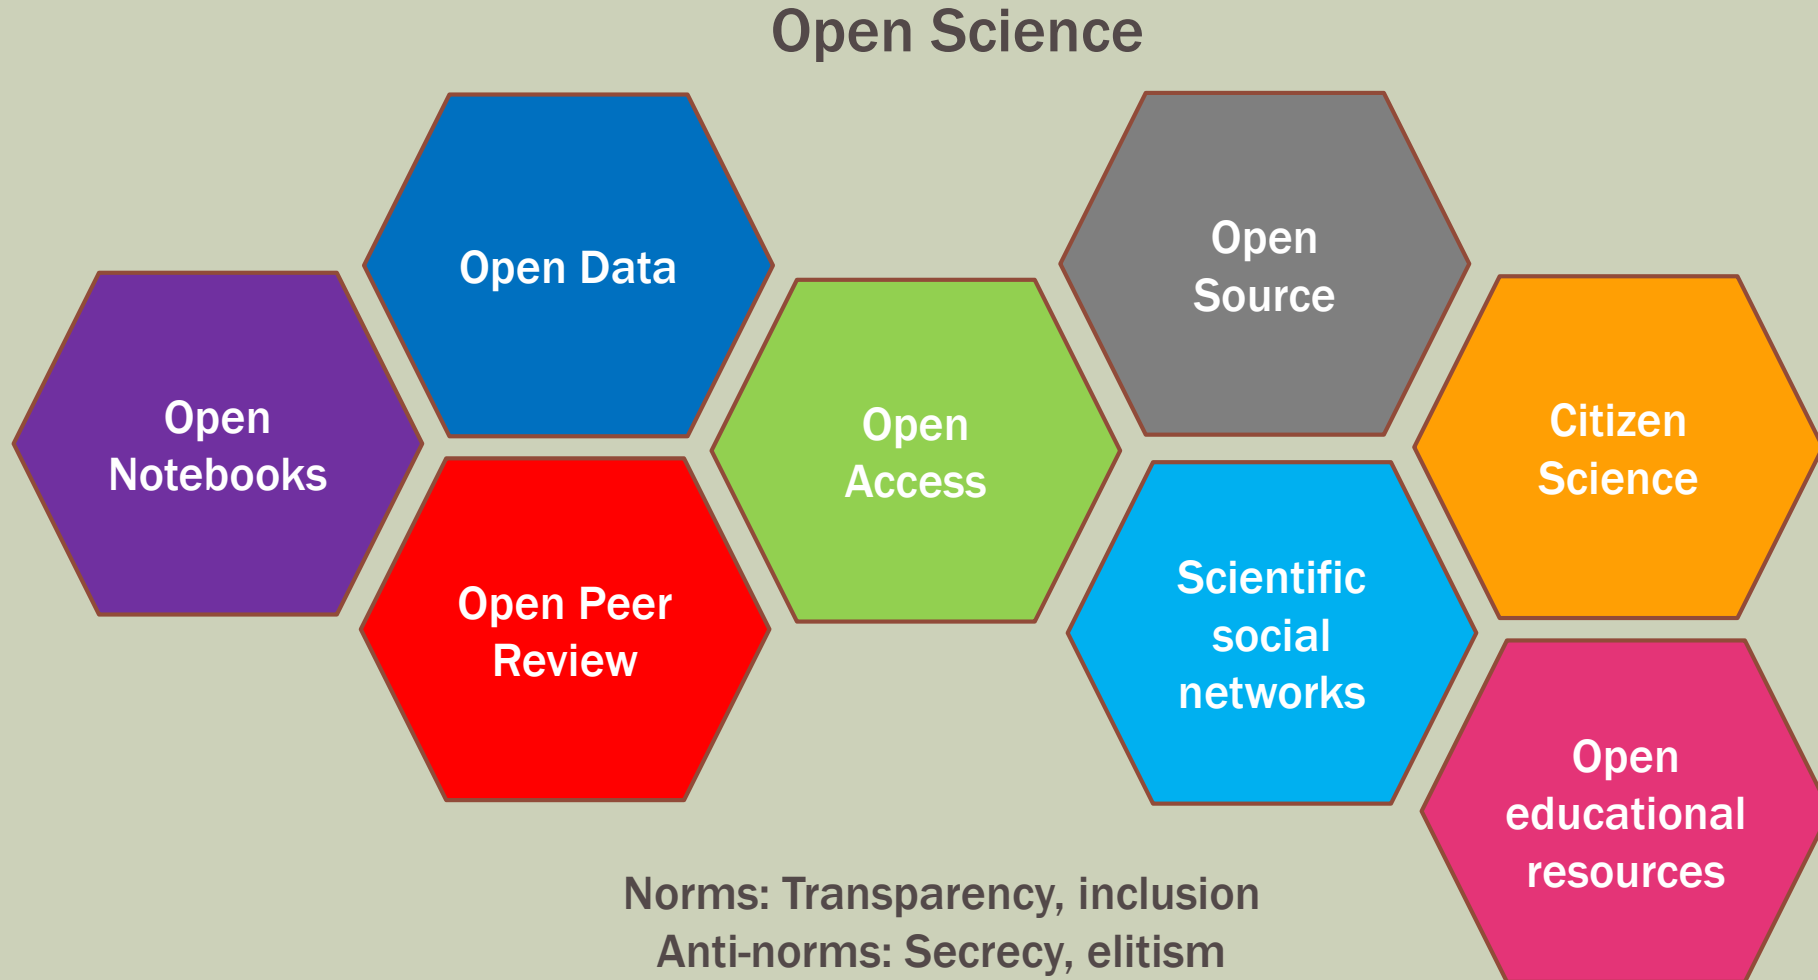 Open Science
Open
Notebooks
Open Data
Open Peer
Review
Open
Access
Open
Source
Scientific
social
networks
Citizen
Science
Open
educational
resources
Norms: Transparency, inclusion
Anti-norms: Secrecy, elitism